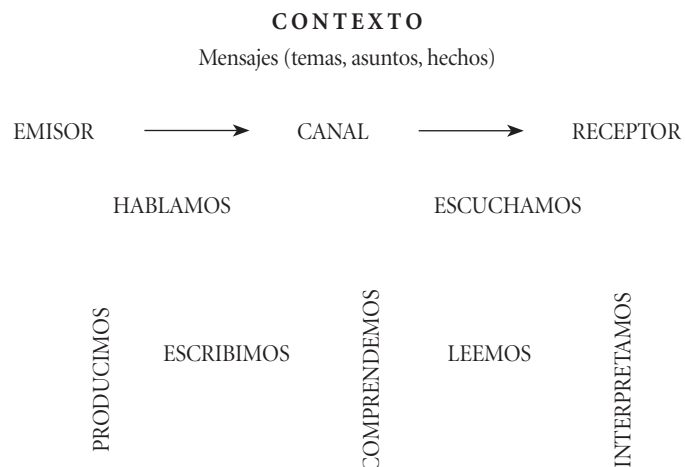 CONTEXTO
Mensajes (temas, asuntos, hechos)
EMISOR CANAL RECEPTOR
HABLAMOS ESCUCHAMOS
PRODUCIMOS
ESCRIBIMOS
COMPRENDEMOS
LEEMOS
INTERPRETAMOS